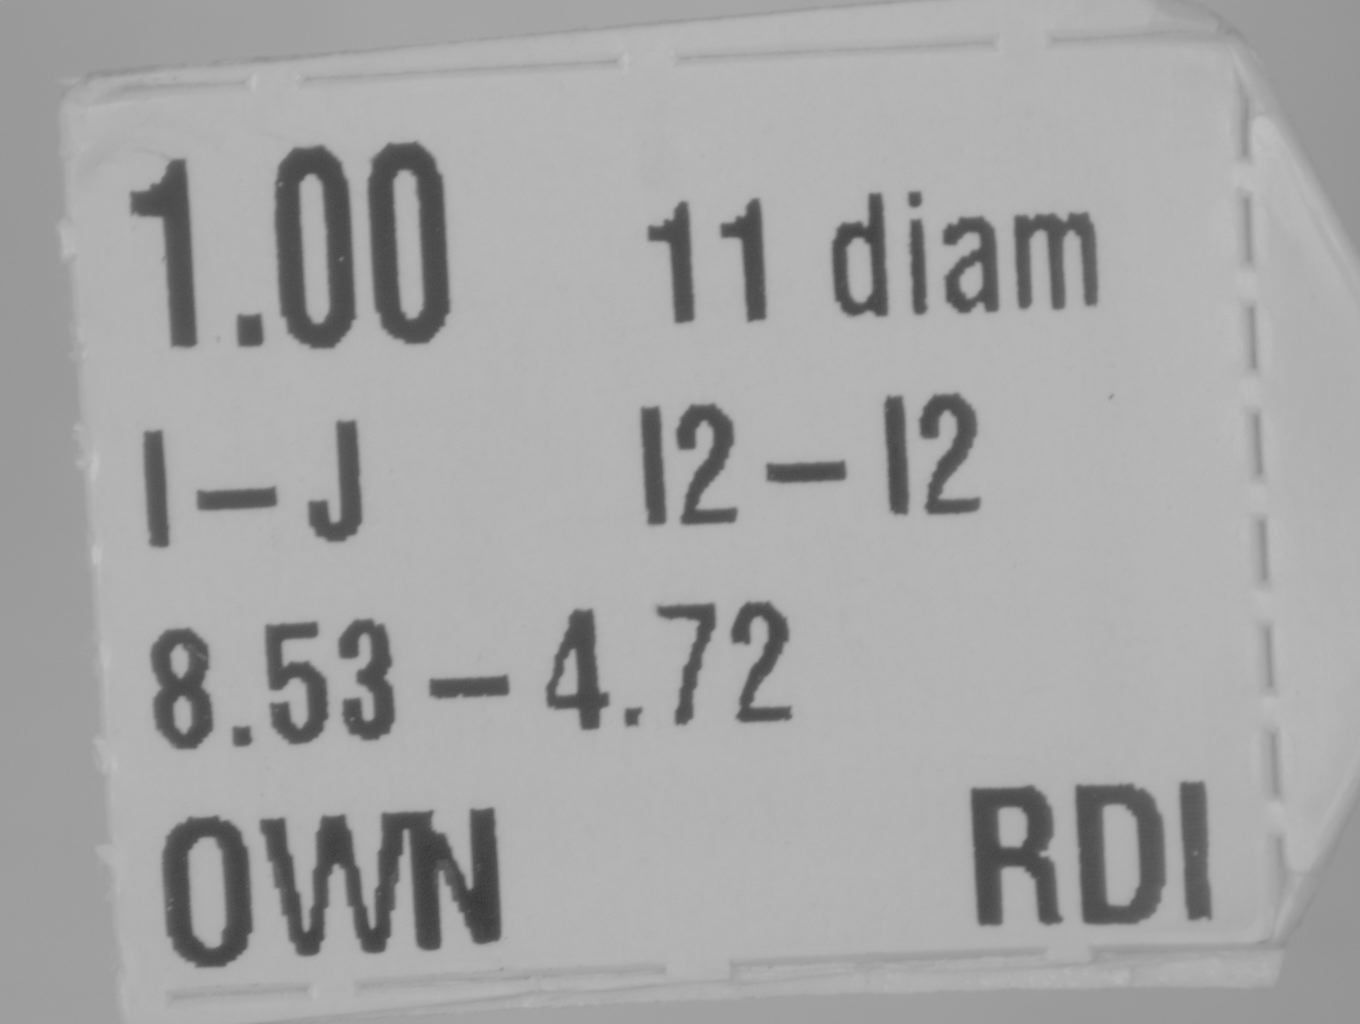 1.00 11 diam
I-J I2-I2
8.53-4.72
OWN RDI